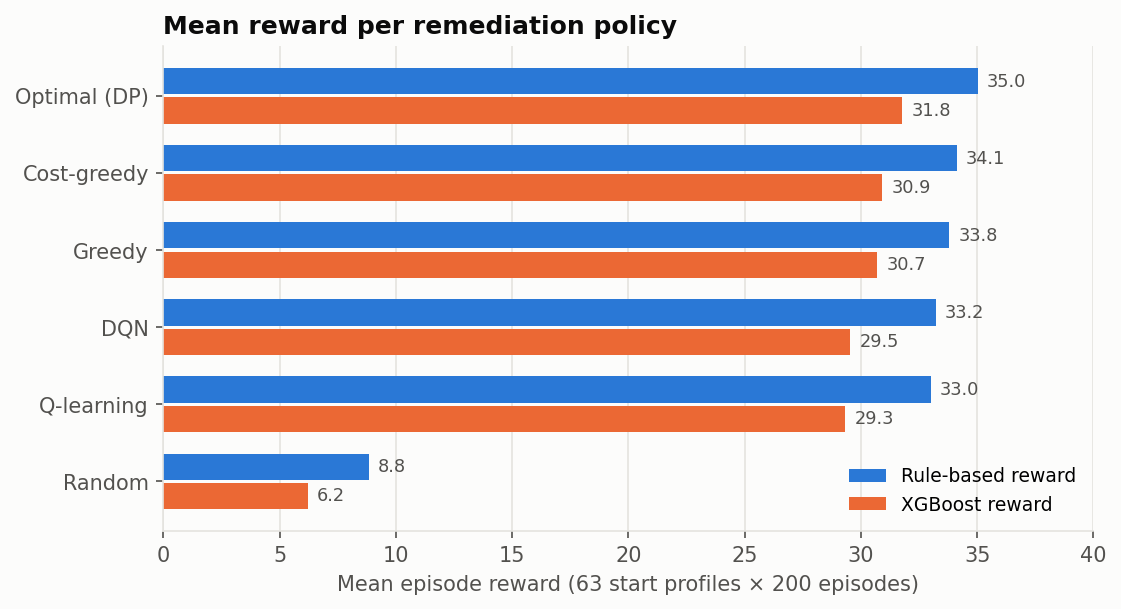 Mean reward per remediation policy
Optimal (DP)
35.0
31.8
Cost-greedy
34.1
30.9
Greedy
33.8
30.7
DQN
33.2
29.5
Q-learning
33.0
29.3
Random
8.8
6.2
Rule-based reward
XGBoost reward
0 5 10 15 20 25 30 35 40
Mean episode reward (63 start profiles × 200 episodes)